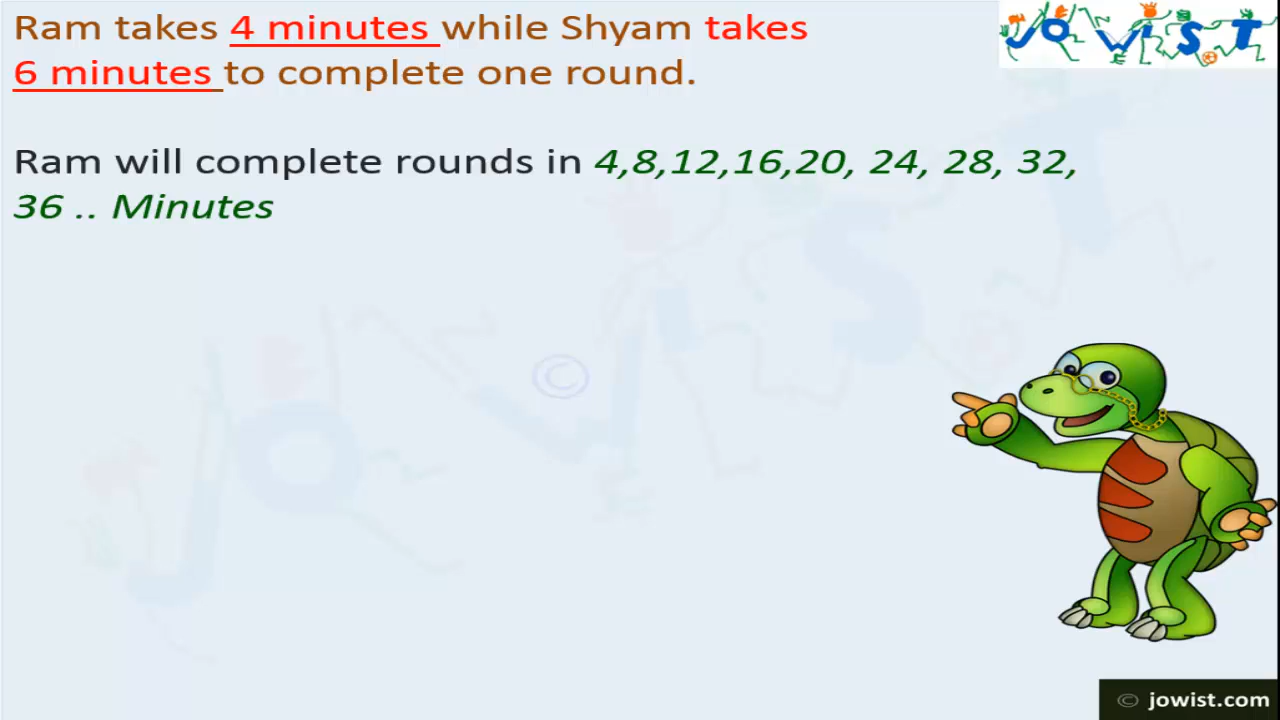 Ram takes 4 minutes while Shyam takes
6 minutes to complete one round.
JOWIST
Ram will complete rounds in 4,8,12,16,20, 24, 28, 32,
36 .. Minutes
©
© jowist.com